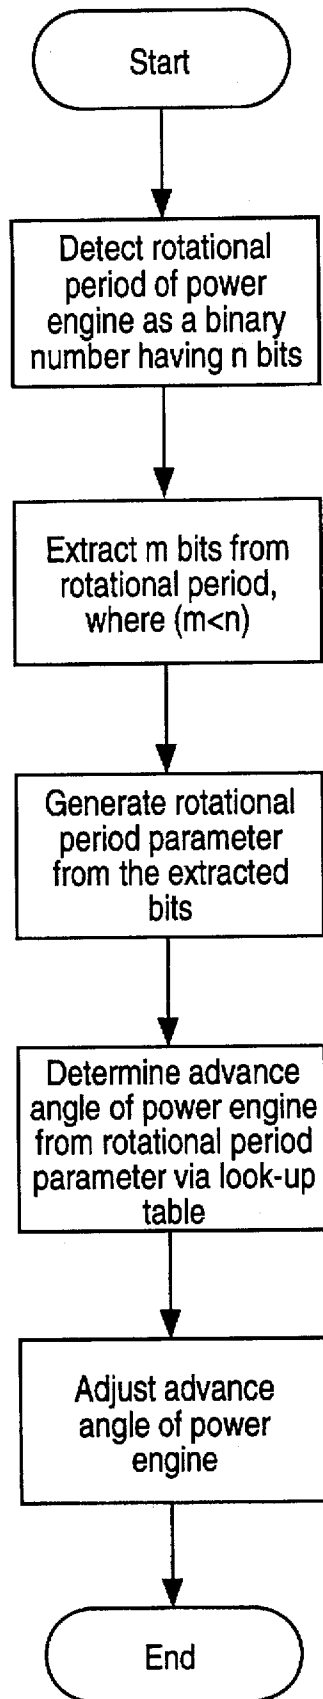 Start
Detect rotational
period of power
engine as a binary
number having n bits
Extract m bits from
rotational period,
where (m<n)
Generate rotational
period parameter
from the extracted
bits
Determine advance
angle of power engine
from rotational period
parameter via look-up
table
Adjust advance
angle of power
engine
End